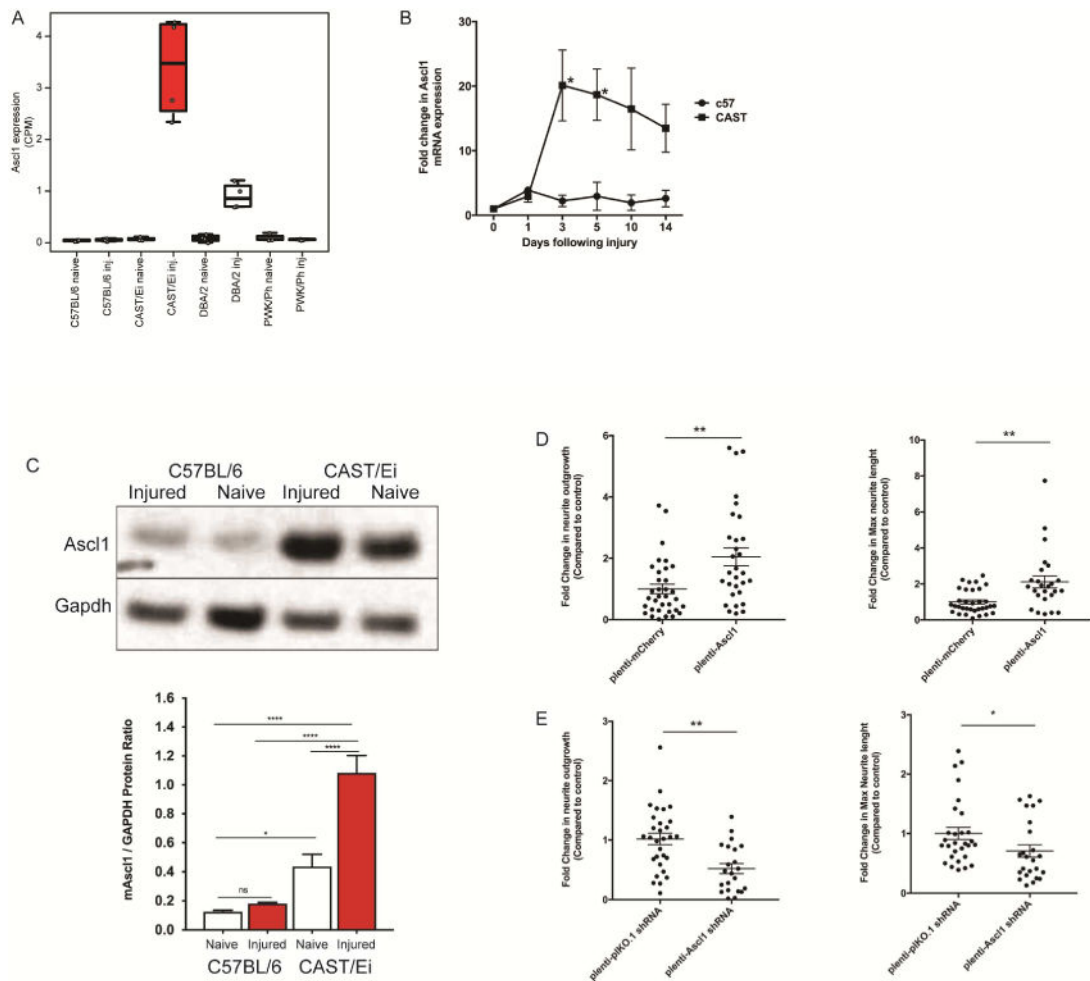 A
Ascl1 expression
(CPM)
4
3
2
1
0
C57BL/6 naive
C57BL/6 inj.
CAST/Ei naive
CAST/Ei inj.
DBA/2 naive
DBA/2 inj.
PWK/Ph naive
PWK/Ph inj
B
Fold change in Ascl1
mRNA expression
30
20
10
0
*
*
c57
CAST
0 1 3 5 10 14
Days following injury
C
C57BL/6 CAST/Ei
Injured Naive Injured Naive
Ascl1
Gapdh
mAscl1 / GAPDH Protein Ratio
1.6
1.4
1.2
1.0
0.8
0.6
0.4
0.2
0.0
****
****
****
*
ns
Naive Injured Naive Injured
C57BL/6 CAST/Ei
D
Fold Change in neurite outgrowth
(Compared to control)
6
4
2
0
**
plenti-mCherry
plenti-Ascl1
Fold Change in Max neurite lenght
(Compared to control)
10
8
6
4
2
0
**
plenti-mCherry
plenti-Ascl1
E
Fold Change in neurite outgrowth
(Compared to control)
3
2
1
0
**
plenti-plKO.1 shRNA
plenti-Ascl1 shRNA
Fold Change in Max Neurite lenght
(Compared to control)
3
2
1
0
*
plenti-plKO.1 shRNA
plenti-Ascl1 shRNA